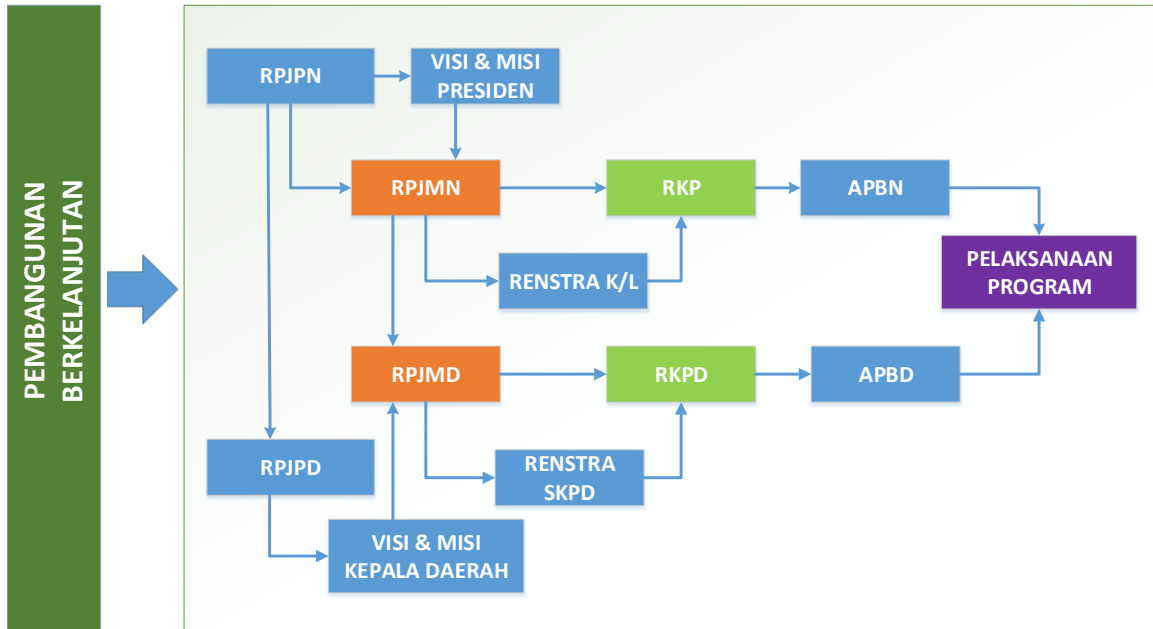 PEMBANGUNAN
BERKELANJUTAN
RPJPN
VISI & MISI
PRESIDEN
RPJMN
RKP
APBN
RENSTRA K/L
PELAKSANAAN
PROGRAM
RPJMD
RKPD
APBD
RPJPD
RENSTRA
SKPD
VISI & MISI
KEPALA DAERAH